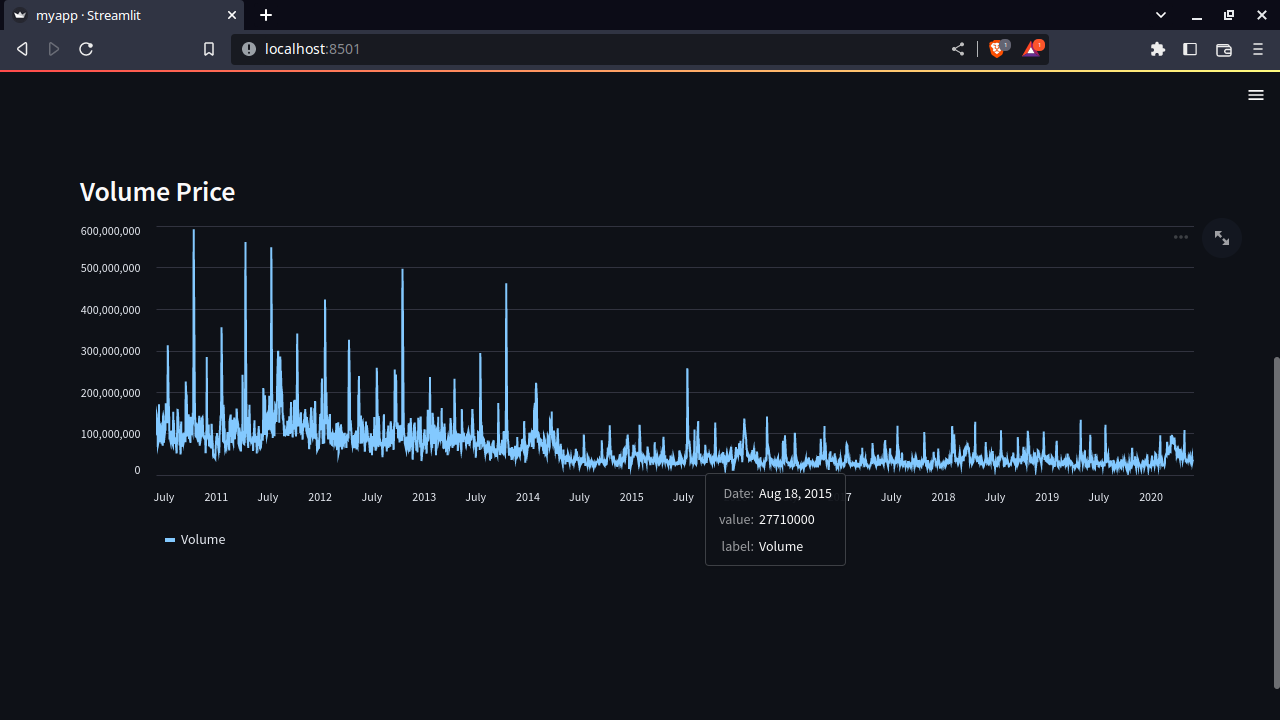 myapp · Streamlit
localhost:8501
1
Volume Price
600,000,000
500,000,000
400,000,000
300,000,000
200,000,000
100,000,000
0
July 2011 July 2012 July 2013 July 2014 July 2015 July 7 July 2018 July 2019 July 2020
Date: Aug 18, 2015
value: 27710000
label: Volume
Volume